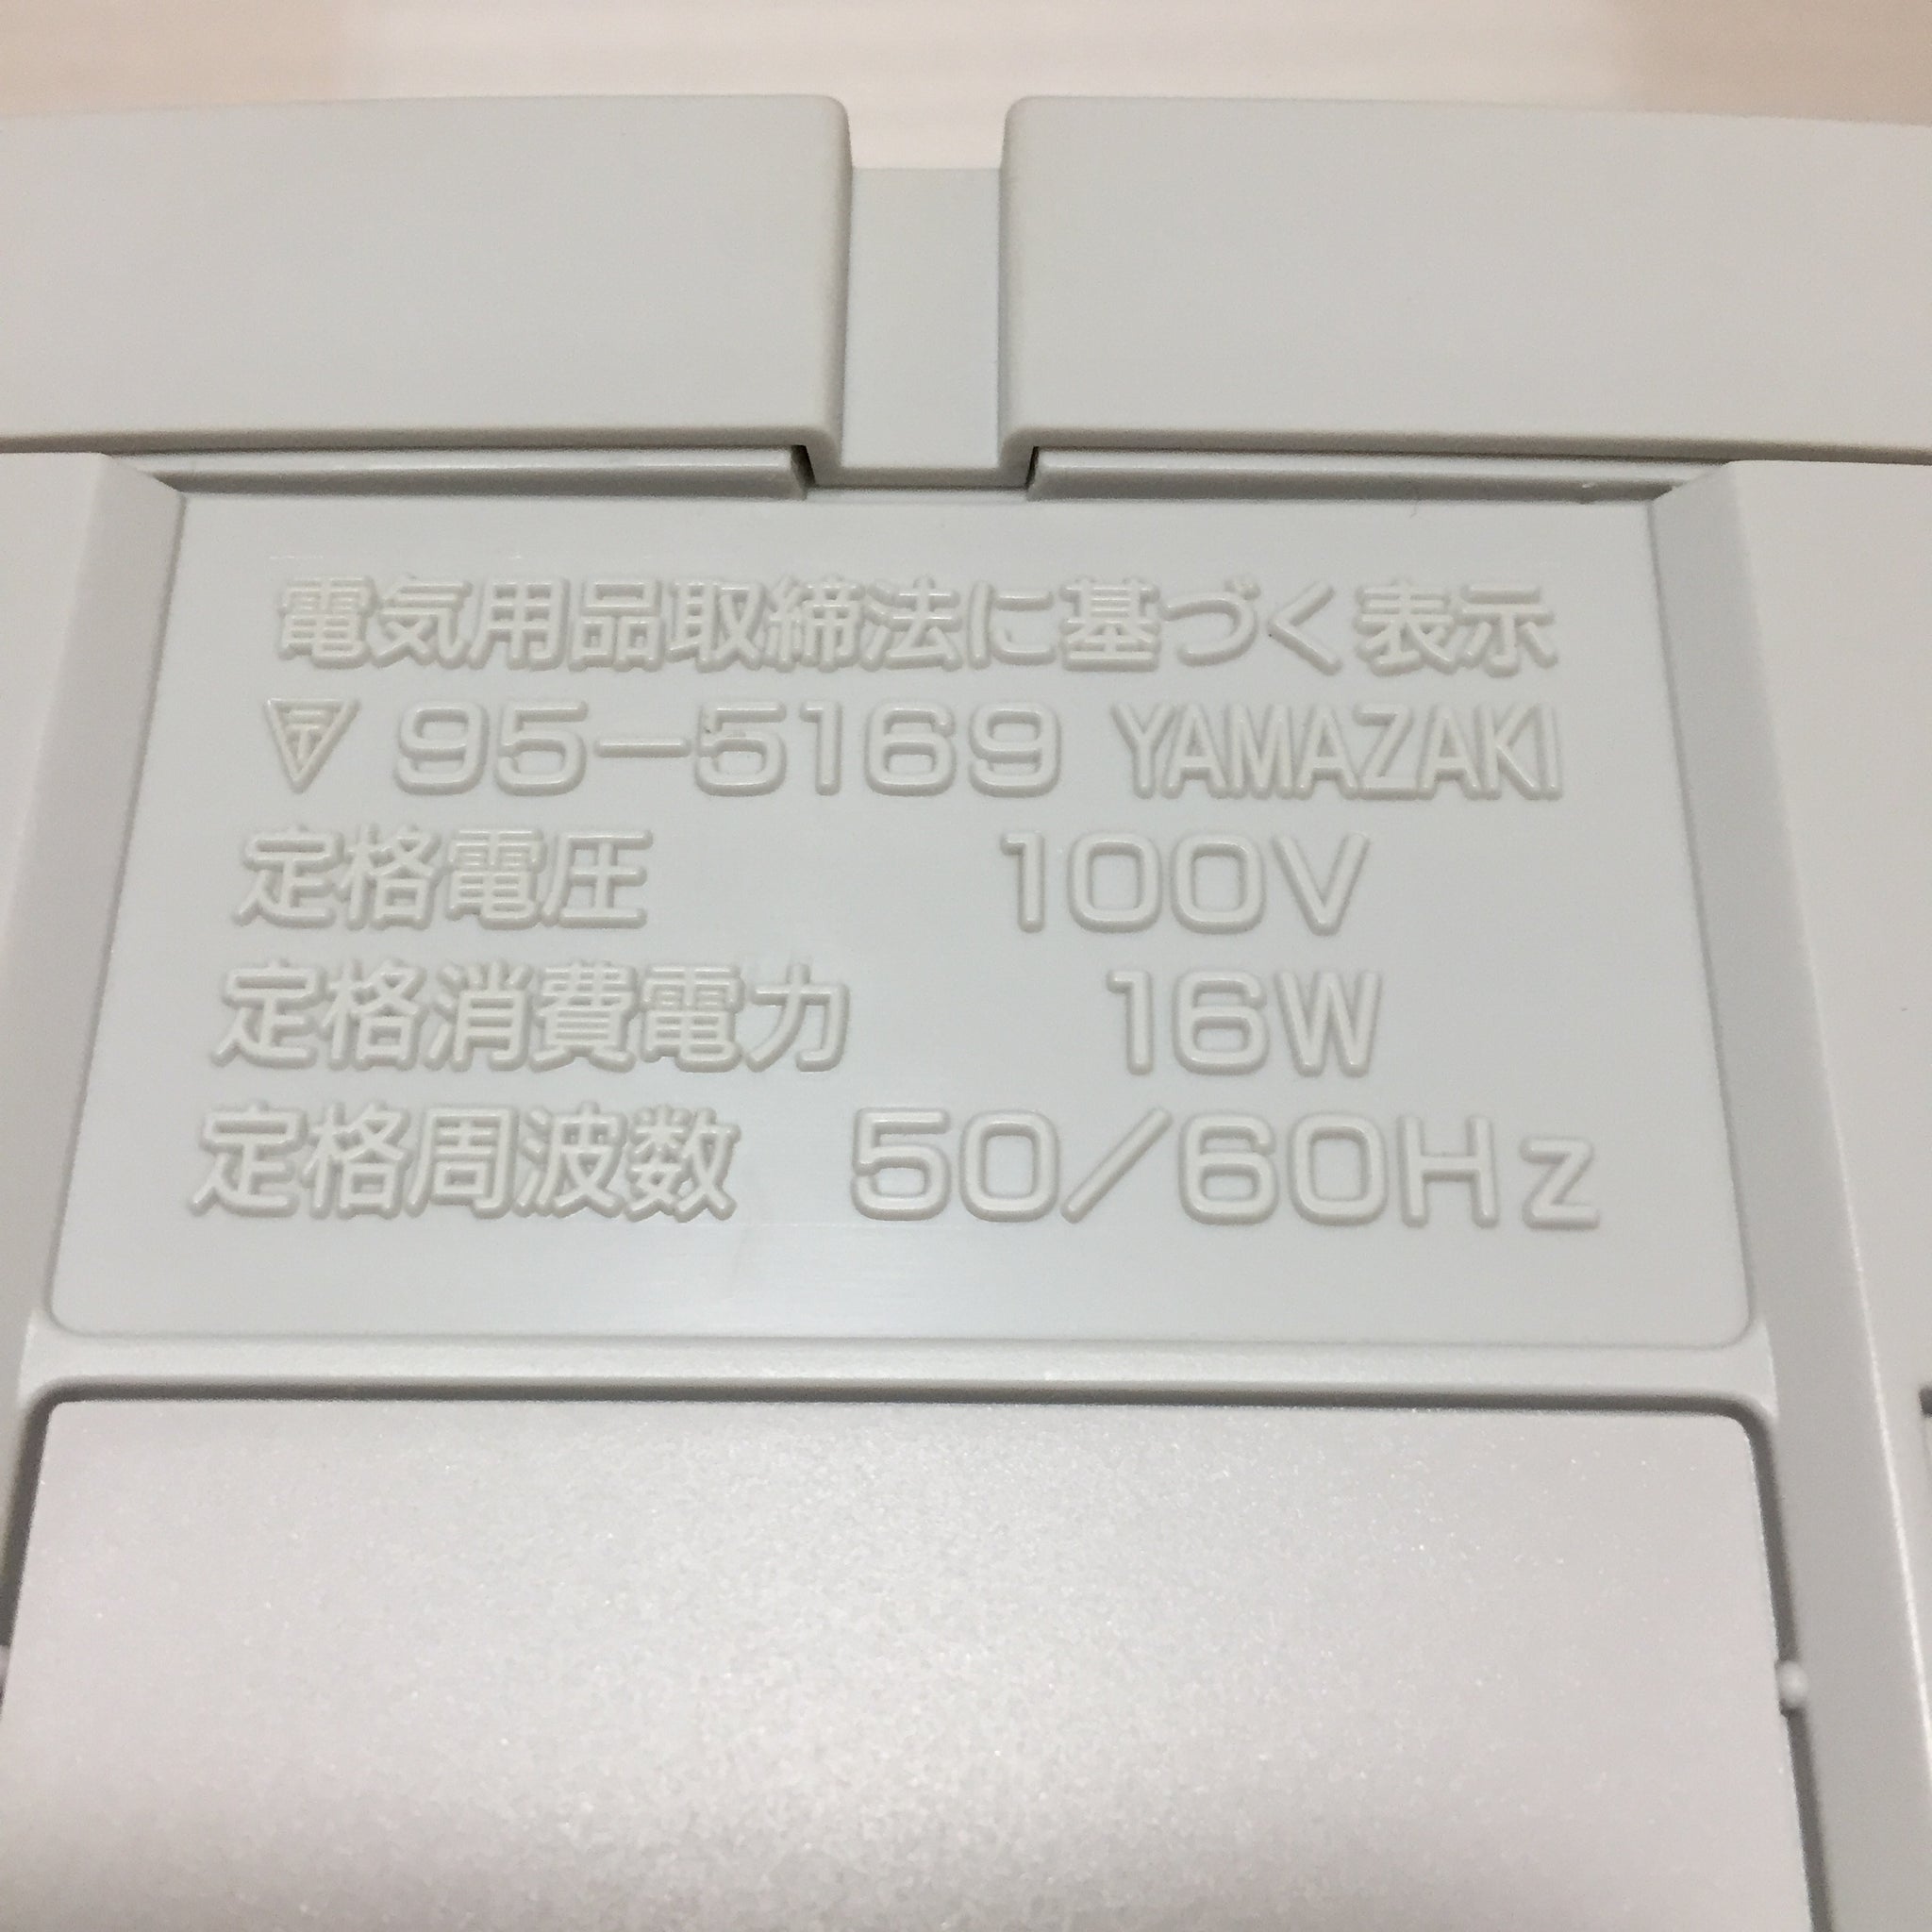 電気用品取締法に基づく表示
▽〒 95-5169 YAMAZAKI
定格電圧 100V
定格消費電力 16W
定格周波数 50/60Hz